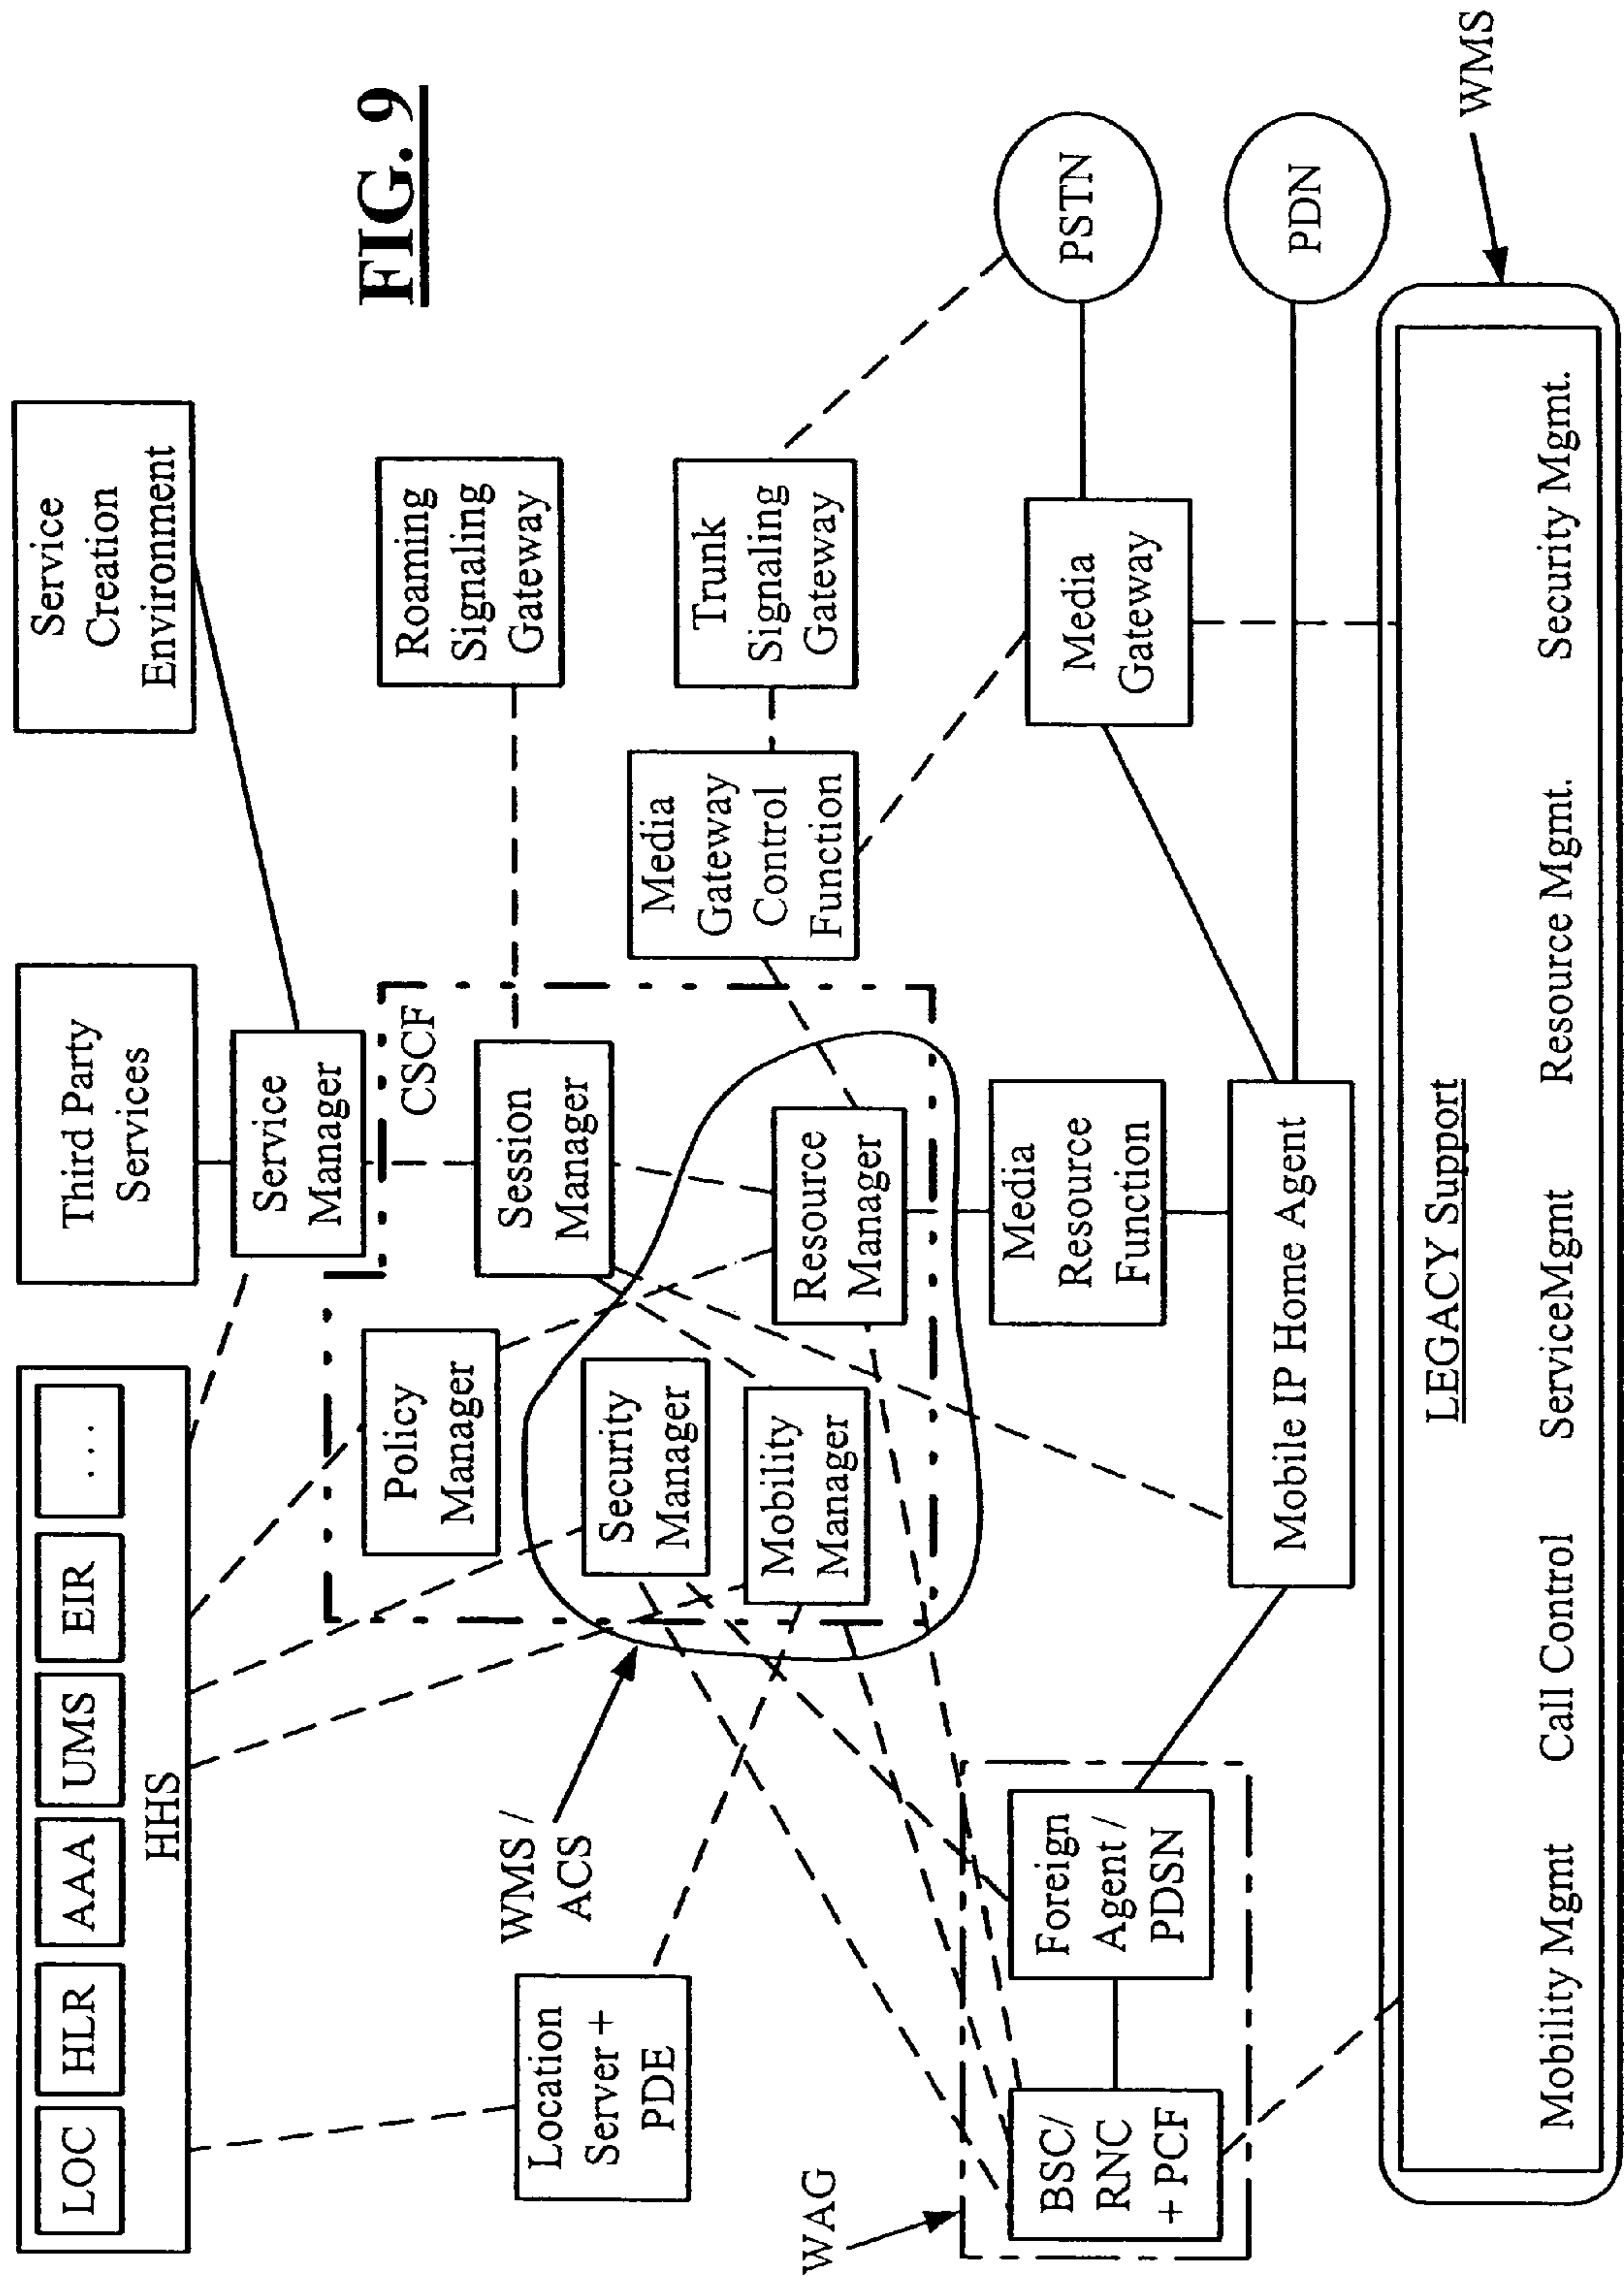 FIG. 9
LOC
HLR
AAA
UMS
EIR
. . .
HHS
Third Party
Services
Service
Creation
Environment
Service
Manager
CSCF
Policy
Manager
Session
Manager
Roaming
Signaling
Gateway
Location
Server +
PDE
WMS /
ACS
Security
Manager
Mobility
Manager
Resource
Manager
Media
Gateway
Control
Function
Trunk
Signaling
Gateway
WAG
BSC/
RNC
+ PCF
Foreign
Agent /
PDSN
Media
Resource
Function
Media
Gateway
PSTN
Mobile IP Home Agent
PDN
WMS
LEGACY Support
Mobility Mgmt
Call Control
ServiceMgmt
Resource Mgmt.
Security Mgmt.